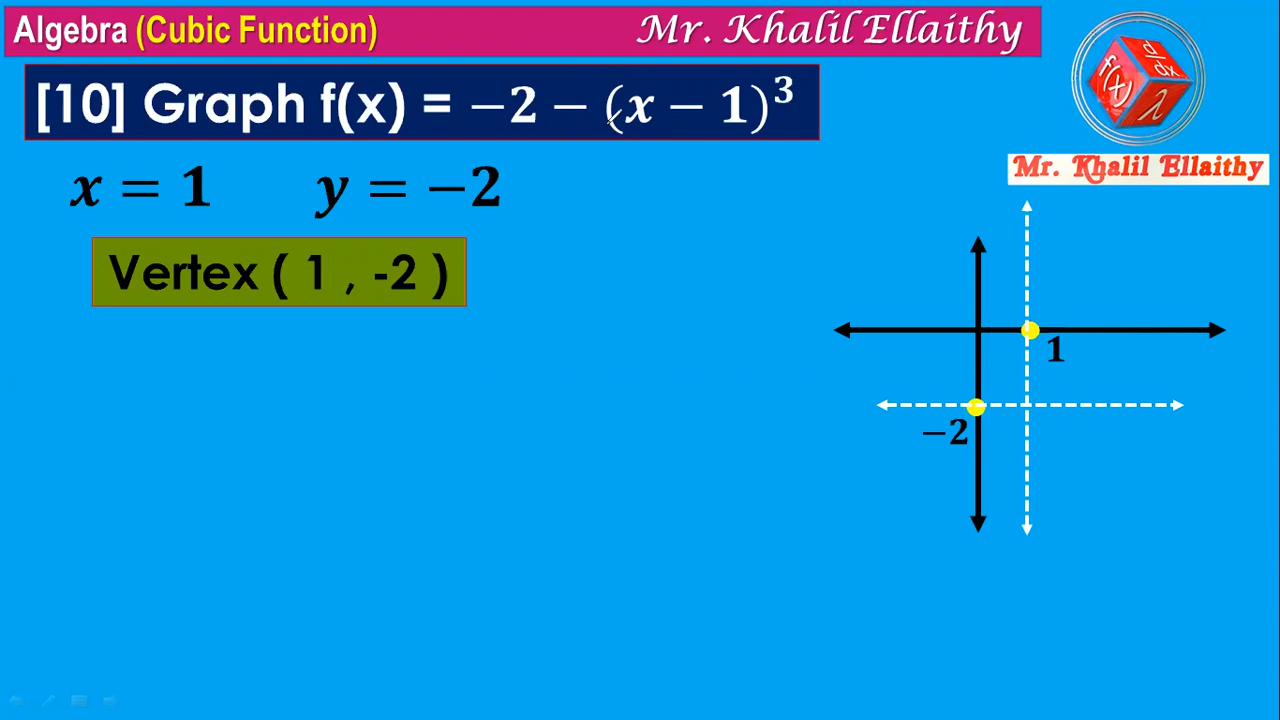 Algebra (Cubic Function)
Mr. Khalil Ellaithy
[10] Graph f(x) = −2 − (x − 1)³
f(x)
d/dx
λ
Mr. Khalil Ellaithy
x = 1 y = −2
Vertex ( 1 , -2 )
1
−2